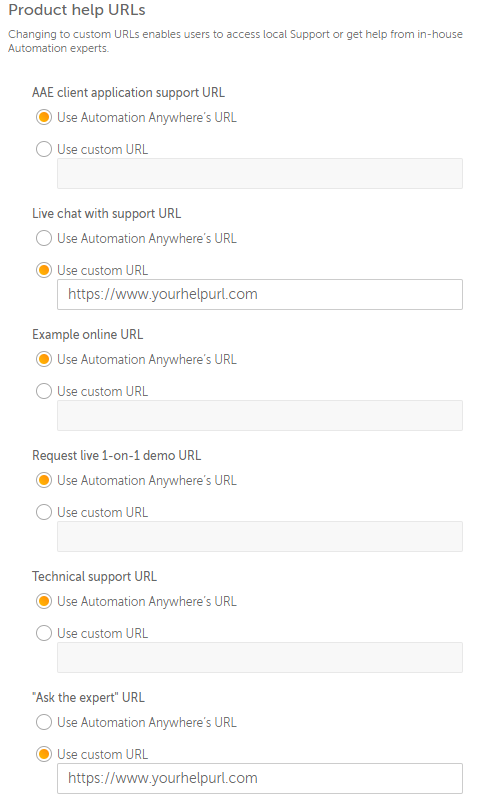 Product help URLs
Changing to custom URLs enables users to access local Support or get help from in-house
Automation experts.
AAE client application support URL
Use Automation Anywhere's URL
Use custom URL
Live chat with support URL
Use Automation Anywhere's URL
Use custom URL
https://www.yourhelpurl.com
Example online URL
Use Automation Anywhere's URL
Use custom URL
Request live 1-on-1 demo URL
Use Automation Anywhere's URL
Use custom URL
Technical support URL
Use Automation Anywhere's URL
Use custom URL
"Ask the expert" URL
Use Automation Anywhere's URL
Use custom URL
https://www.yourhelpurl.com